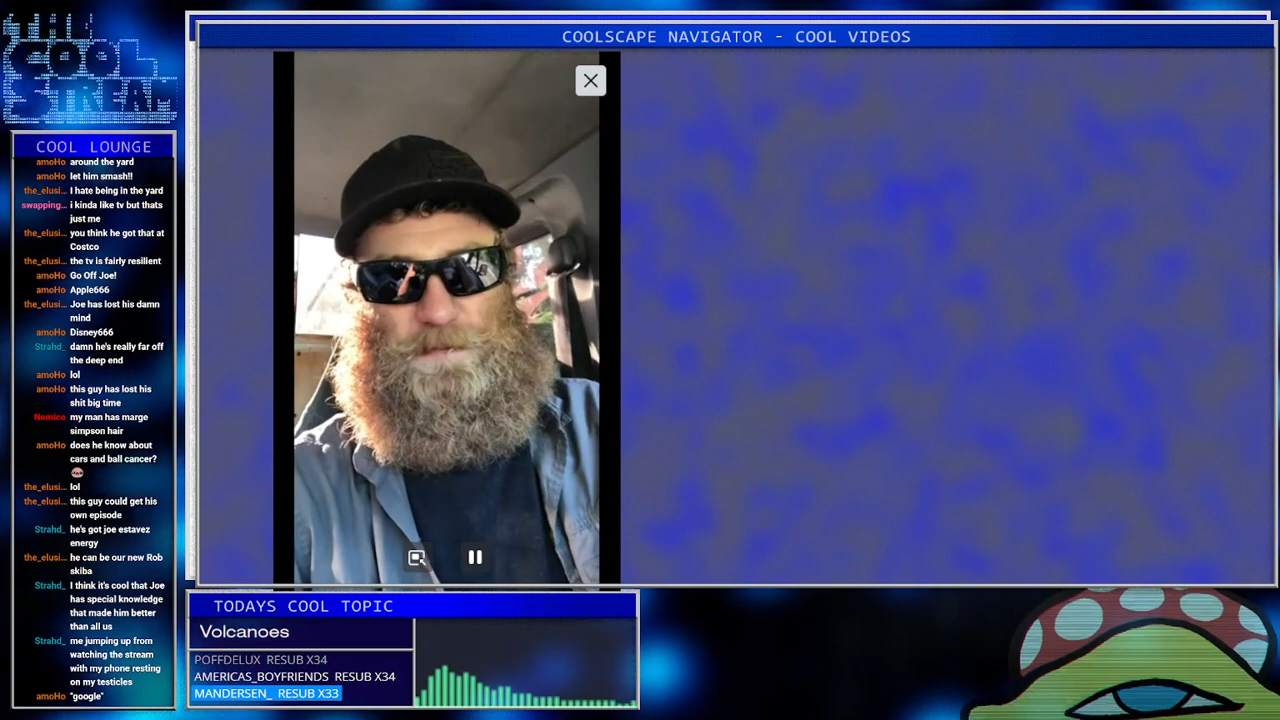 COOLSCAPE NAVIGATOR - COOL VIDEOS
COOL LOUNGE
around the yard
amoHo let him smash!!
the_elusi... I hate being in the yard
swapping... i kinda like tv but thats
just me
the_elusi... you think he got that at
Costco
the_elusi... the tv is fairly resilient
amoHo Go Off Joe!
amoHo Apple666
the_elusi... Joe has lost his damn
mind
amoHo Disney666
Strahd_ damn he's really far off
the deep end
amoHo lol
amoHo this guy has lost his
shit big time
Nemico my man has marge
simpson hair
amoHo does he know about
cars and ball cancer?
the_elusi... lol
the_elusi... this guy could get his
own episode
Strahd_ he's got joe estavez
energy
the_elusi... he can be our new Rob
skiba
Strahd_ I think it's cool that Joe
has special knowledge
that made him better
than all us
Strahd_ me jumping up from
watching the stream
with my phone resting
on my testicles
amoHo "google"
TODAYS COOL TOPIC
Volcanoes
POFFDELUX RESUB X34
AMERICAS_BOYFRIENDS RESUB X34
MANDERSEN_ RESUB X33